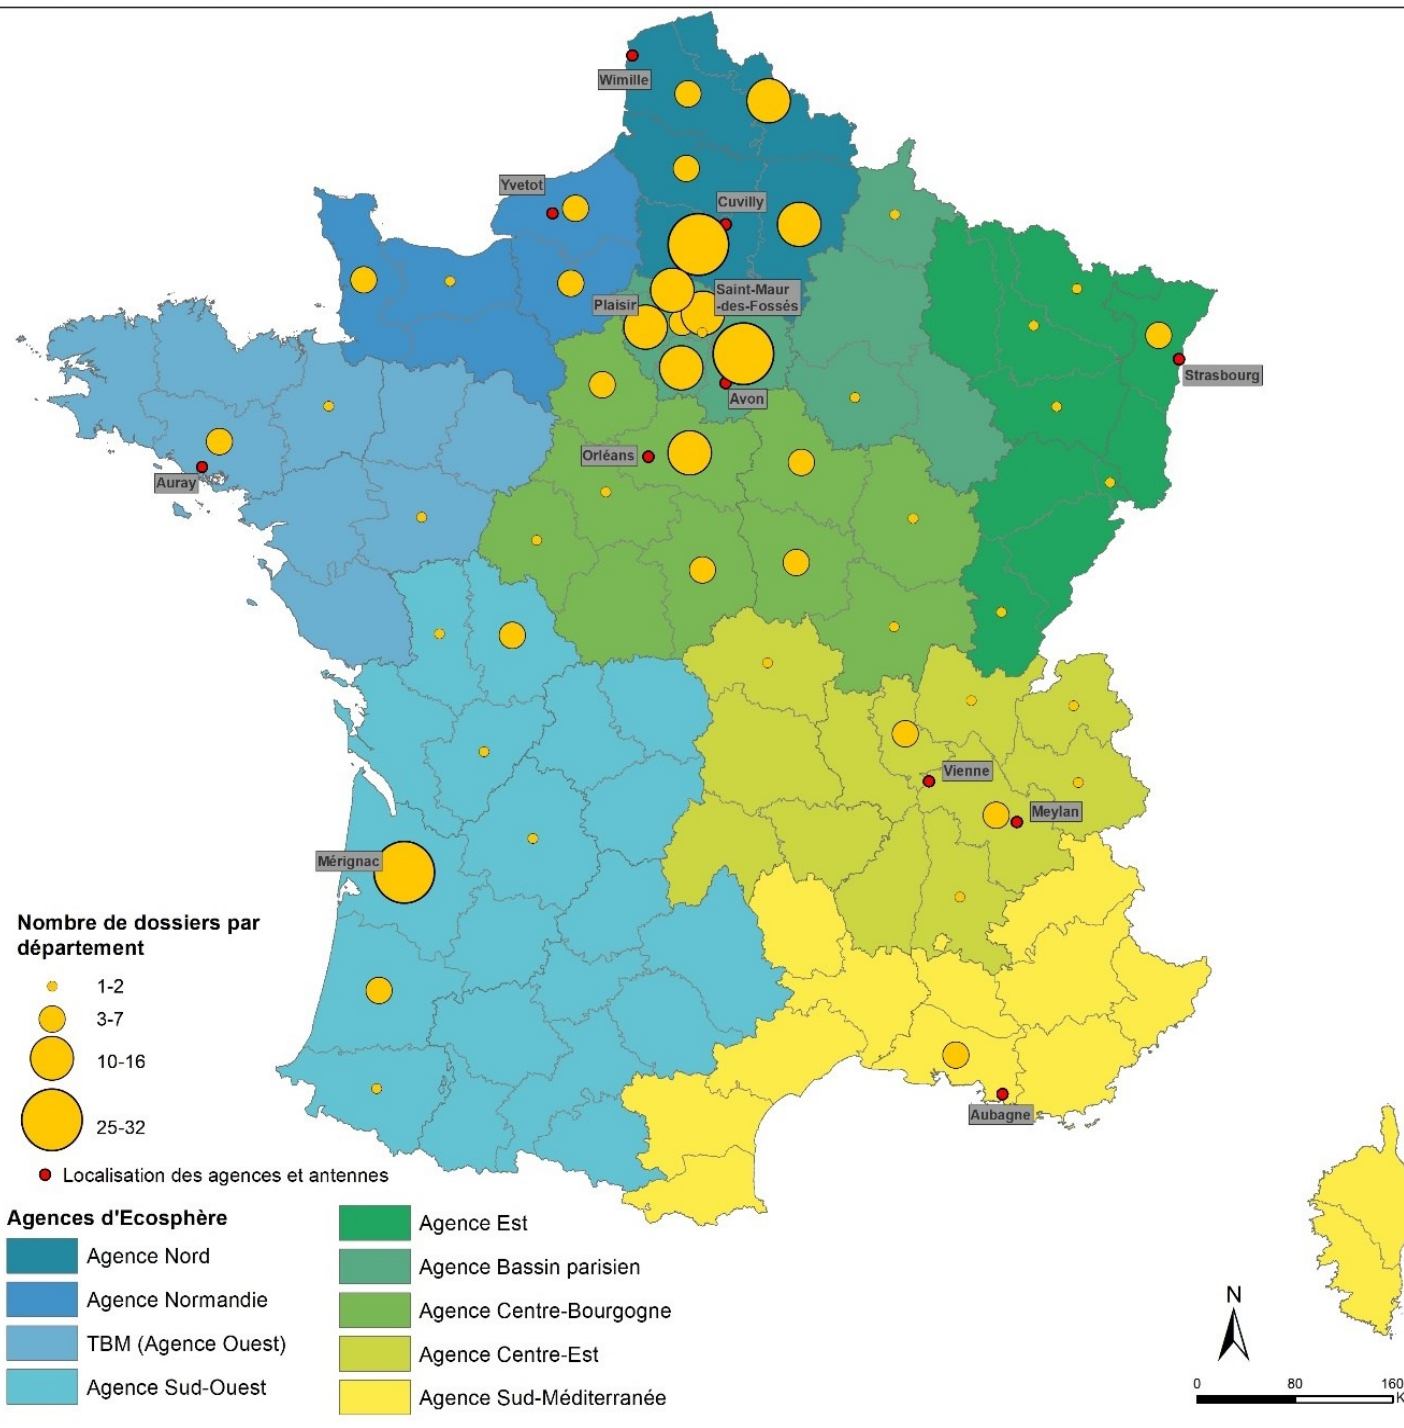 Wimille
Yvetot
Cuvilly
Saint-Maur
-des-Fossés
Plaisir
Strasbourg
Avon
Orléans
Auray
Vienne
Meylan
Mérignac
Aubagne
Nombre de dossiers par
département
1-2
3-7
10-16
25-32
Localisation des agences et antennes
Agences d'Ecosphère
Agence Nord
Agence Normandie
TBM (Agence Ouest)
Agence Sud-Ouest
Agence Est
Agence Bassin parisien
Agence Centre-Bourgogne
Agence Centre-Est
Agence Sud-Méditerranée
N
0 80 160
K